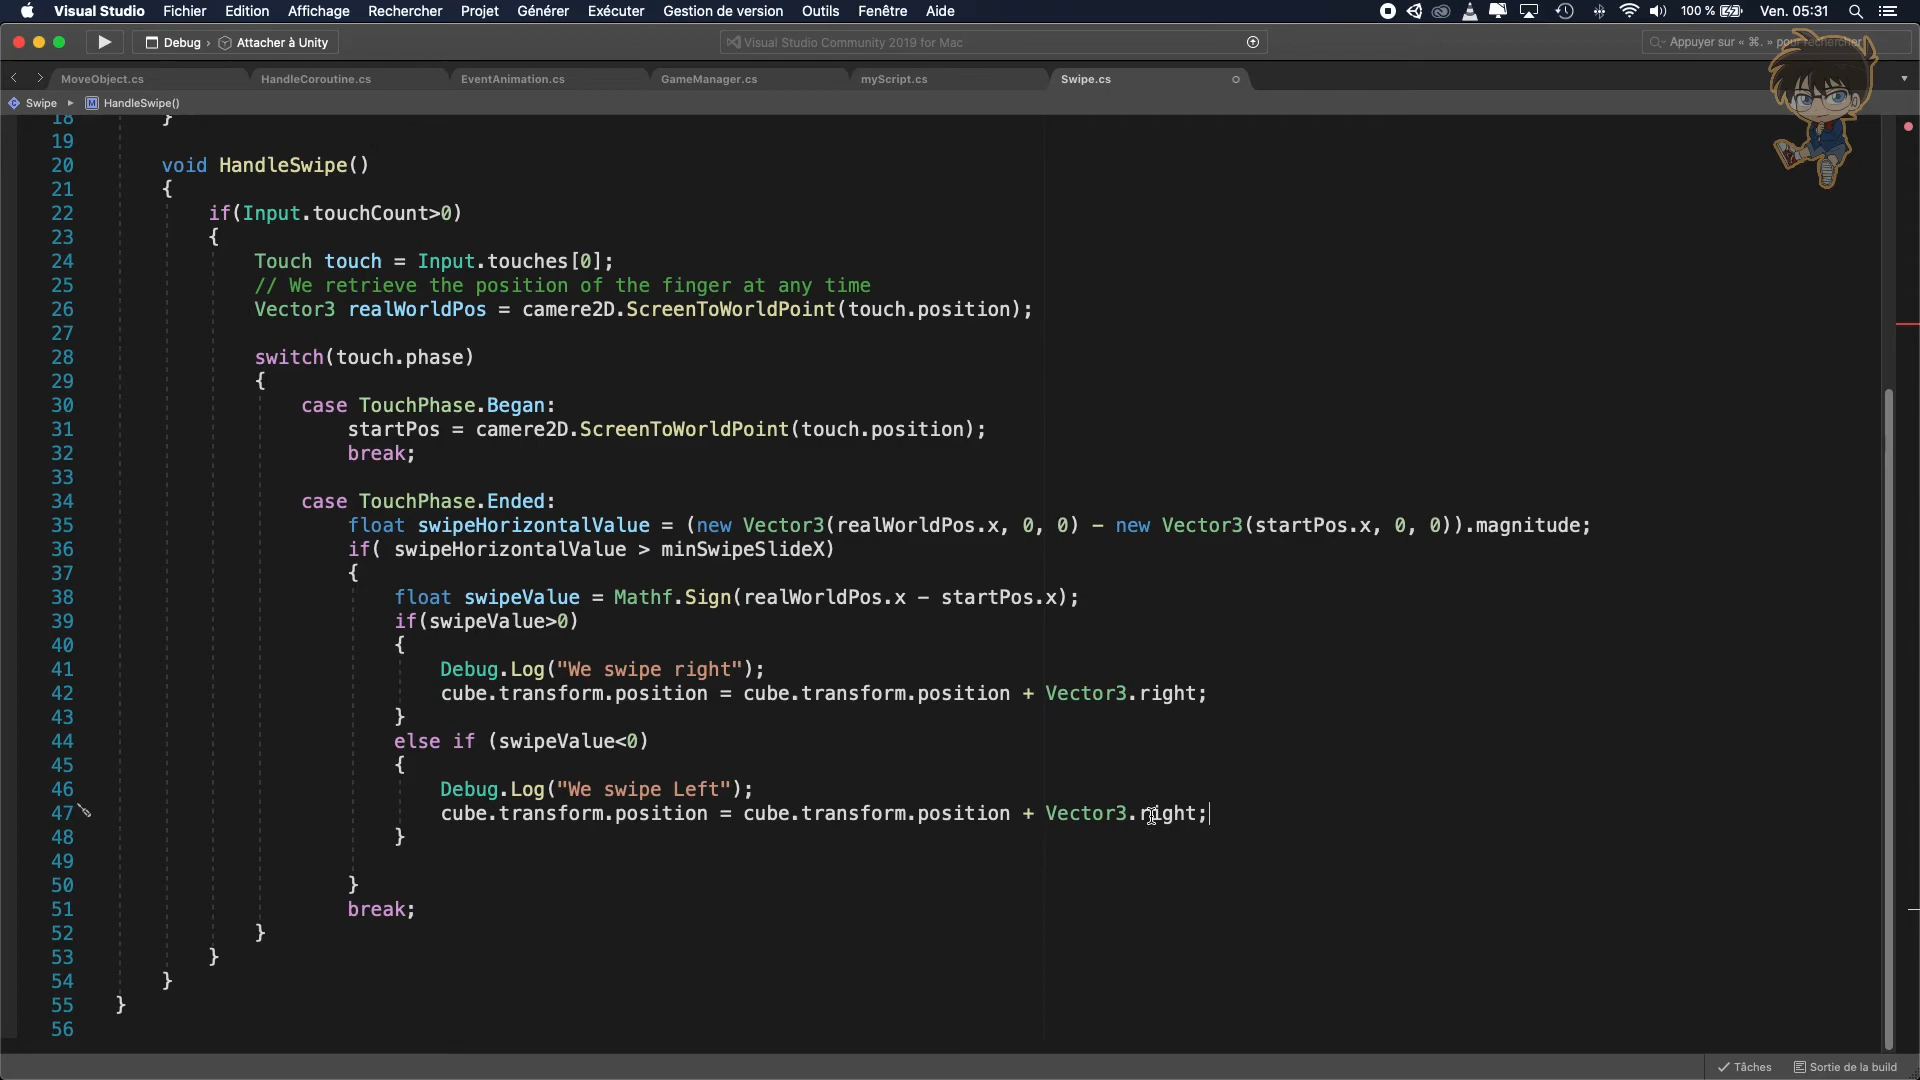 Visual Studio Fichier Edition Affichage Rechercher Projet Générer Exécuter Gestion de version Outils Fenêtre Aide 100 % Ven. 05:31
Debug › Attacher à Unity
Visual Studio Community 2019 for Mac
Appuyer sur « ⌘. » pour rechercher
MoveObject.cs HandleCoroutine.cs EventAnimation.cs GameManager.cs myScript.cs Swipe.cs
Swipe ▸ M HandleSwipe()
18 }
19
20 void HandleSwipe()
21 {
22 if(Input.touchCount>0)
23 {
24 Touch touch = Input.touches[0];
25 // We retrieve the position of the finger at any time
26 Vector3 realWorldPos = camere2D.ScreenToWorldPoint(touch.position);
27
28 switch(touch.phase)
29 {
30 case TouchPhase.Began:
31 startPos = camere2D.ScreenToWorldPoint(touch.position);
32 break;
33
34 case TouchPhase.Ended:
35 float swipeHorizontalValue = (new Vector3(realWorldPos.x, 0, 0) - new Vector3(startPos.x, 0, 0)).magnitude;
36 if( swipeHorizontalValue > minSwipeSlideX)
37 {
38 float swipeValue = Mathf.Sign(realWorldPos.x - startPos.x);
39 if(swipeValue>0)
40 {
41 Debug.Log("We swipe right");
42 cube.transform.position = cube.transform.position + Vector3.right;
43 }
44 else if (swipeValue<0)
45 {
46 Debug.Log("We swipe Left");
47 cube.transform.position = cube.transform.position + Vector3.right;
48 }
49
50 }
51 break;
52 }
53 }
54 }
55 }
56
Tâches Sortie de la build